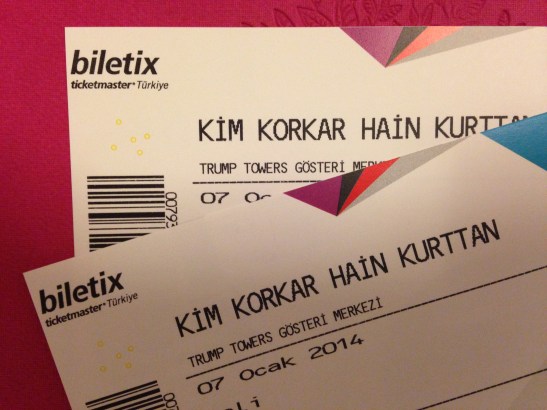 biletix
ticketmaster® Türkiye
KİM KORKAR HAİN KURTTAN
TRUMP TOWERS GÖSTERİ
07
biletix
ticketmaster® Türkiye
KİM KORKAR HAİN KURTTAN
TRUMP TOWERS GÖSTERİ MERKEZİ
07 Ocak 2014